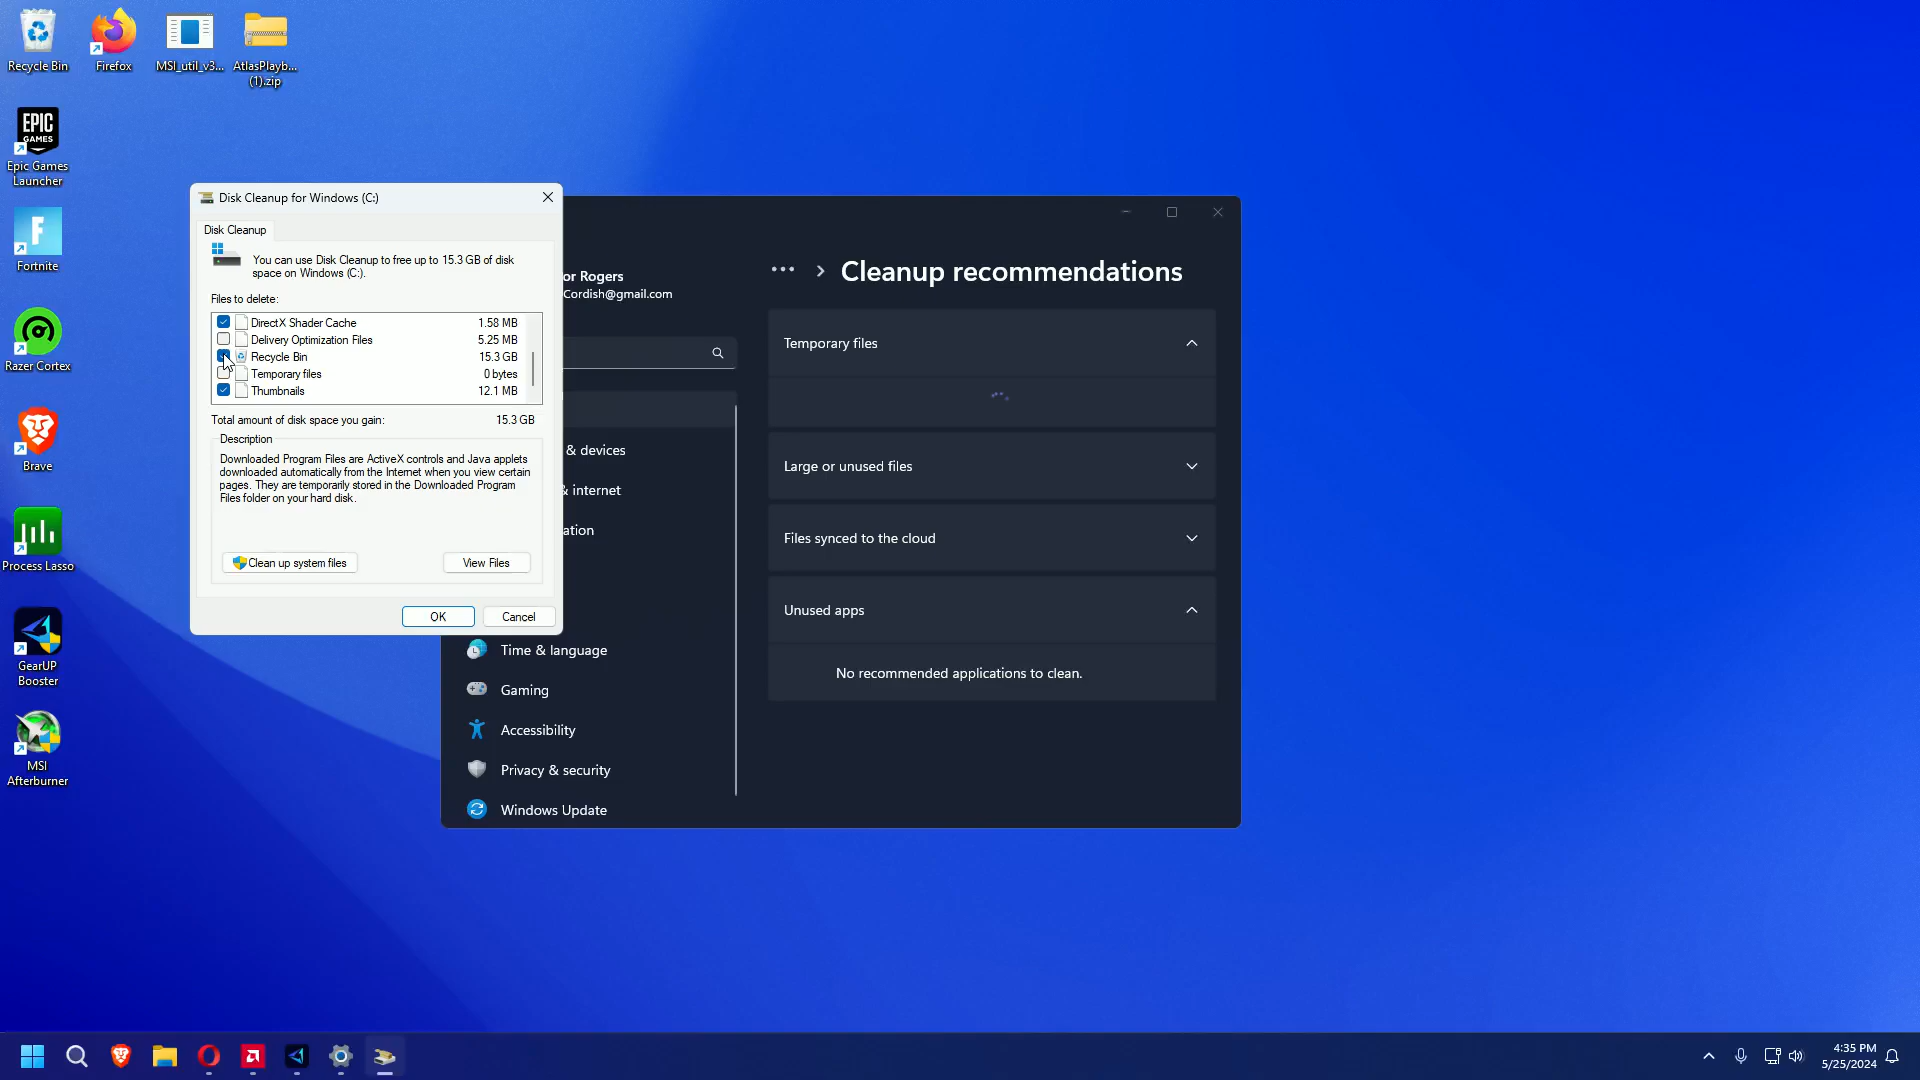 Recycle Bin
Firefox
MSI_util_v3...
AtlasPlayb...
(1).zip
EPIC
GAMES
Epic Games
Launcher
F
Fortnite
Razer Cortex
Brave
Process Lasso
GearUP
Booster
MSI
Afterburner
Disk Cleanup for Windows (C:)
Disk Cleanup
You can use Disk Cleanup to free up to 15.3 GB of disk
space on Windows (C:).
Files to delete:
DirectX Shader Cache 1.58 MB
Delivery Optimization Files 5.25 MB
Recycle Bin 15.3 GB
Temporary files 0 bytes
Thumbnails 12.1 MB
Total amount of disk space you gain: 15.3 GB
Description
Downloaded Program Files are ActiveX controls and Java applets
downloaded automatically from the Internet when you view certain
pages. They are temporarily stored in the Downloaded Program
Files folder on your hard disk.
Clean up system files
View Files
OK
Cancel
or Rogers
Cordish@gmail.com
& devices
& internet
ation
Time & language
Gaming
Accessibility
Privacy & security
Windows Update
... > Cleanup recommendations
Temporary files
Large or unused files
Files synced to the cloud
Unused apps
No recommended applications to clean.
4:35 PM
5/25/2024